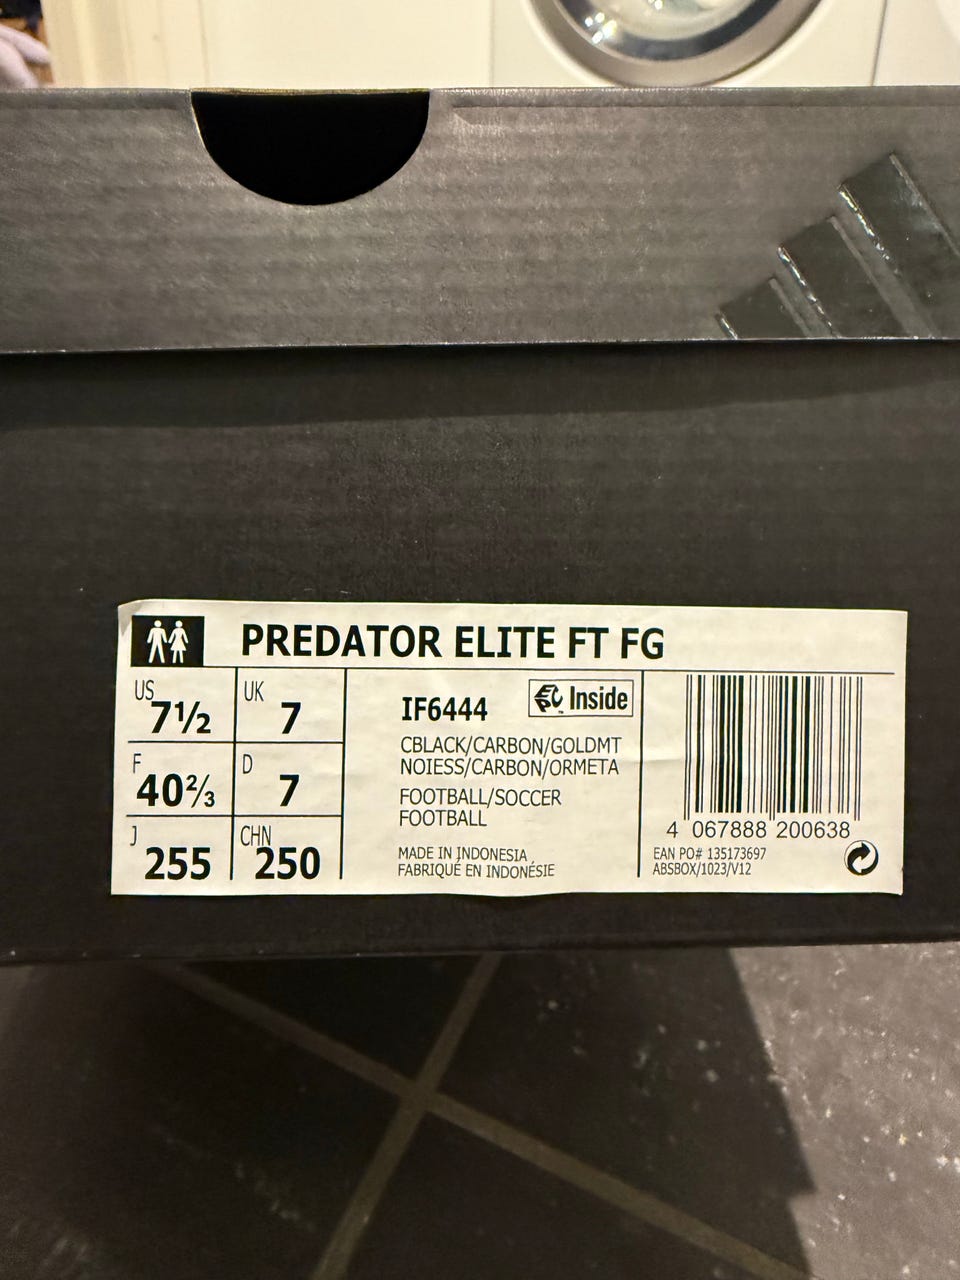 PREDATOR ELITE FT FG
US 7½
UK 7
F 40⅔
D 7
J 255
CHN 250
IF6444
Inside
CBLACK/CARBON/GOLDMT
NOIESS/CARBON/ORMETA
FOOTBALL/SOCCER
FOOTBALL
MADE IN INDONESIA
FABRIQUÉ EN INDONÉSIE
4 067888 200638
EAN PO# 135173697
ABSBOX/1023/V12